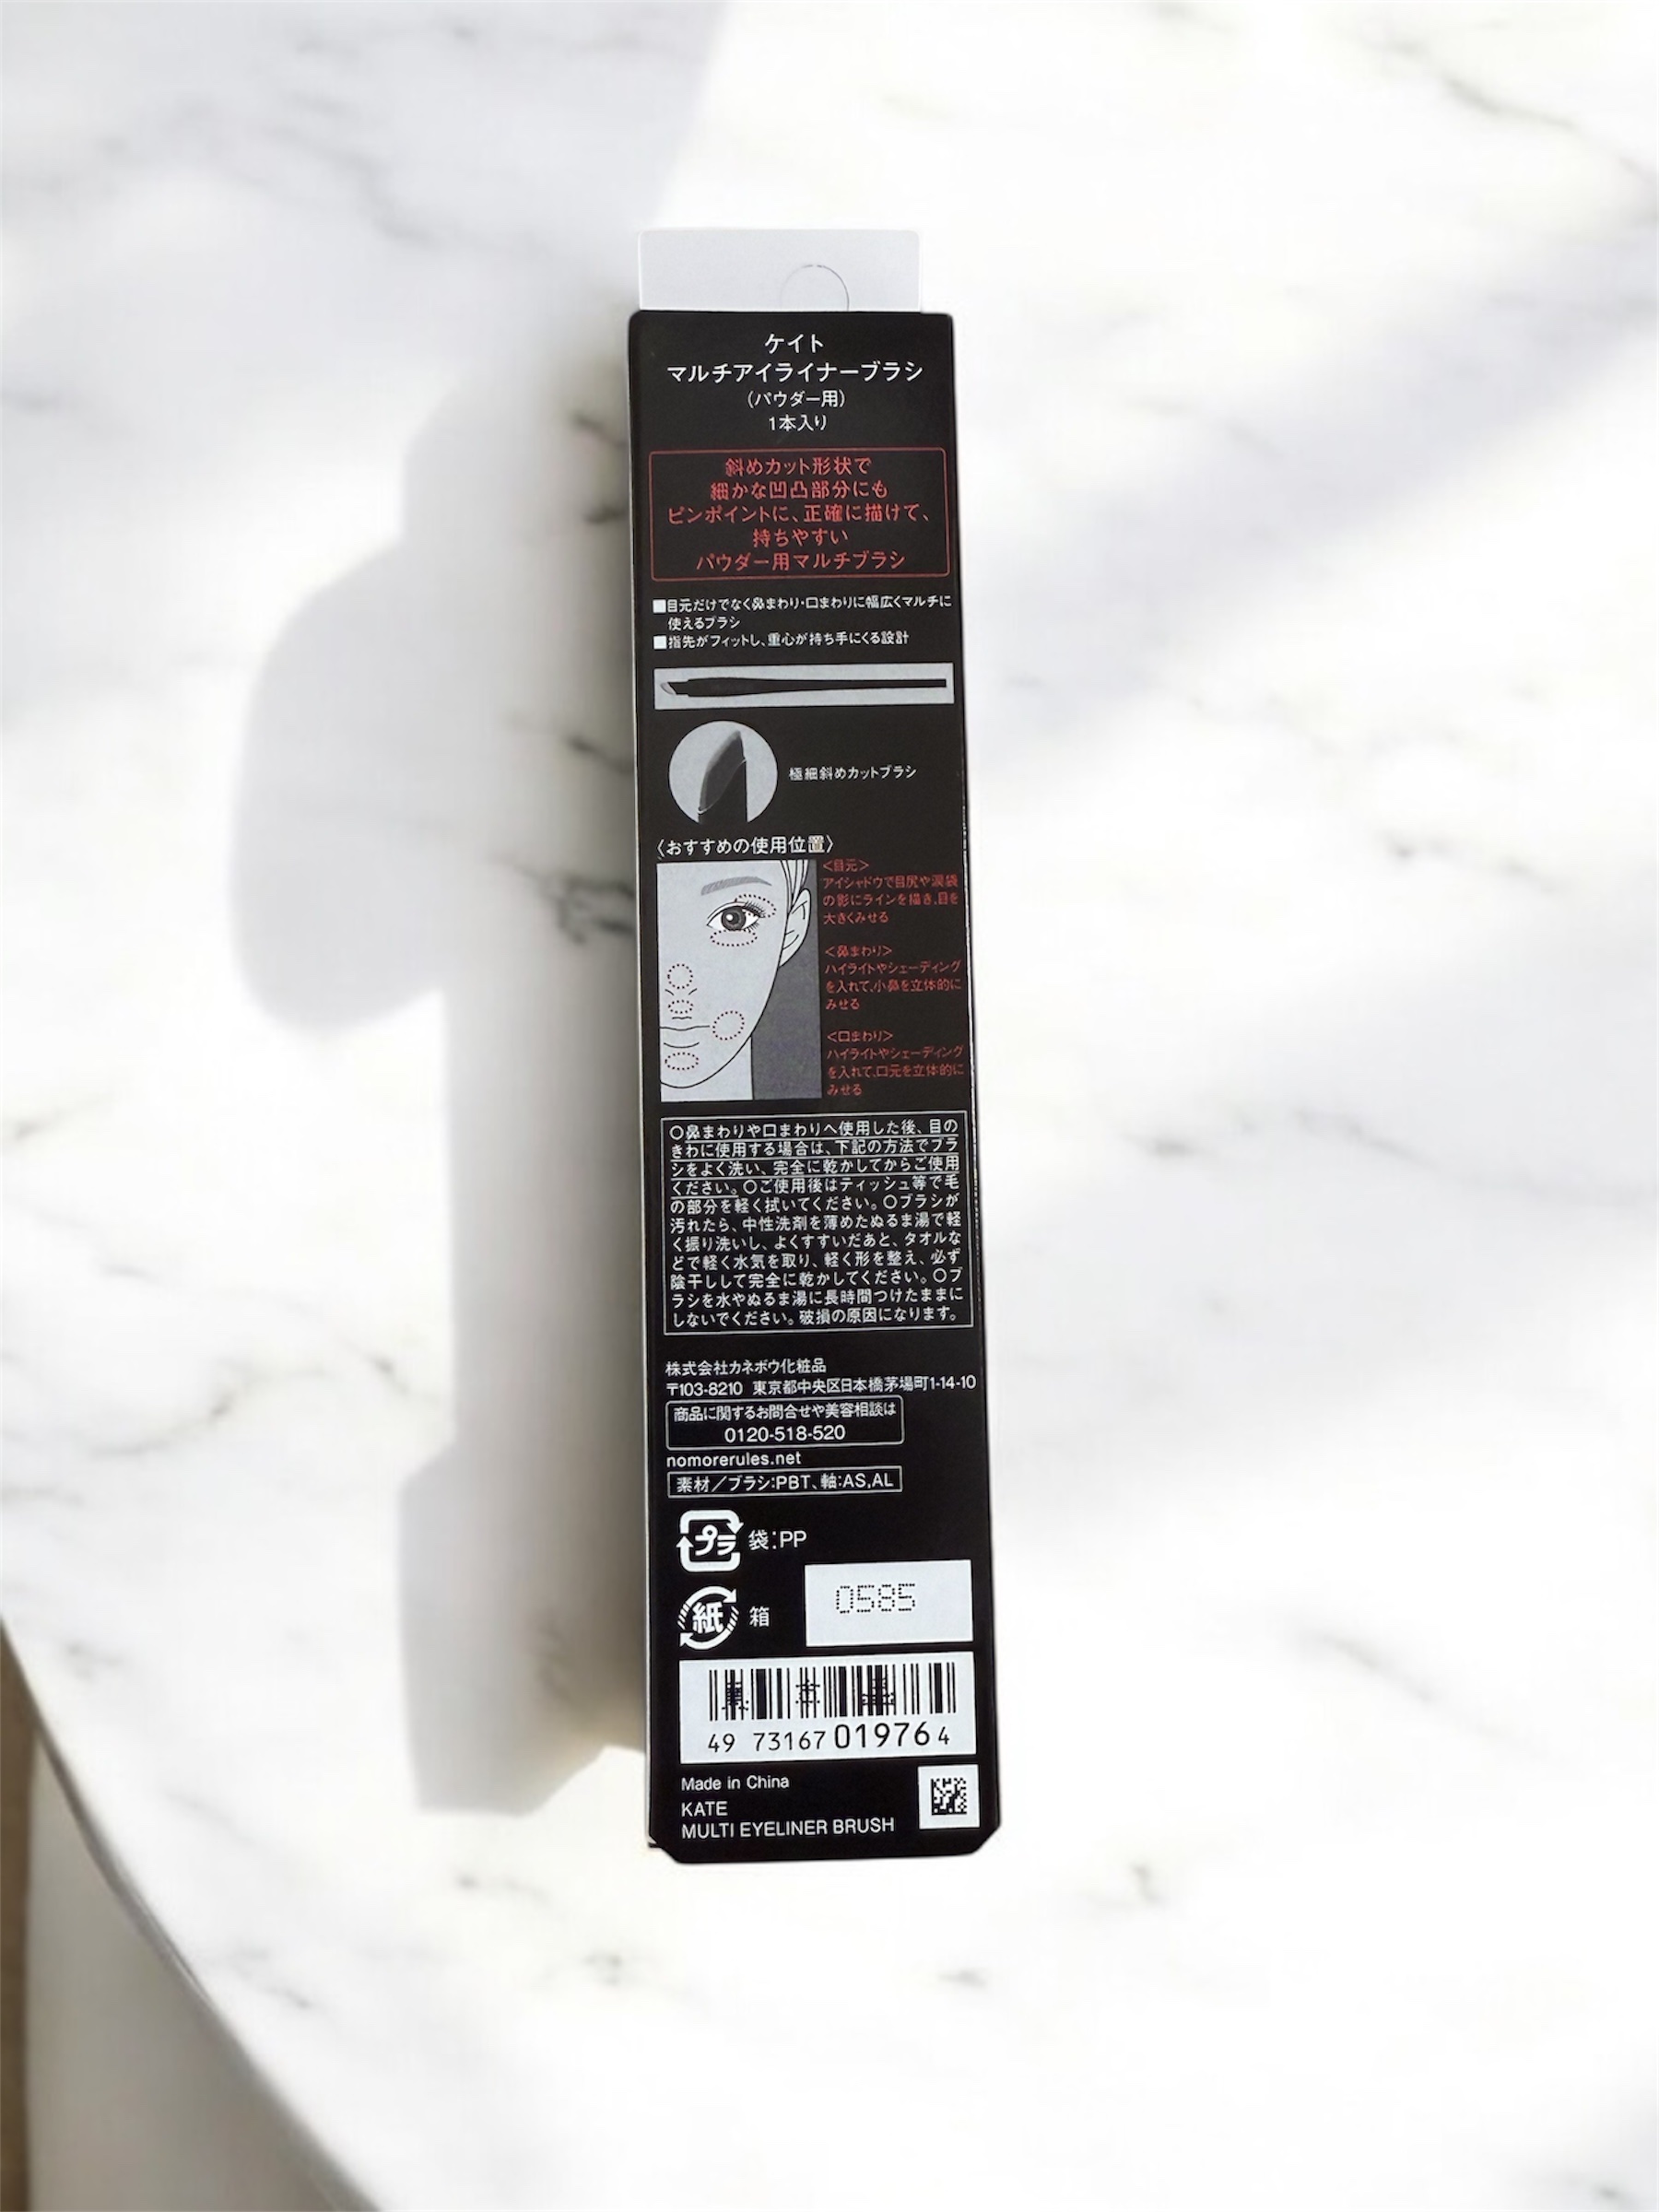 ケイト
マルチアイライナーブラシ
(パウダー用)
1本入り
斜めカット形状で
細かな凹凸部分にも
ピンポイントに、正確に描けて、
持ちやすい
パウダー用マルチブラシ
■目元だけでなく鼻まわり・口まわりに幅広くマルチに
使えるブラシ
■指先がフィットし、重心が持ち手にくる設計
極細斜めカットブラシ
〈おすすめの使用位置〉
＜目元＞
アイシャドウで目尻や涙袋
の影にラインを描き、目を
大きくみせる
＜鼻まわり＞
ハイライトやシェーディング
を入れて、小鼻を立体的に
みせる
＜口まわり＞
ハイライトやシェーディング
を入れて、口元を立体的に
みせる
○鼻まわりや口まわりへ使用した後、目の
きわに使用する場合は、下記の方法でブラ
シをよく洗い、完全に乾かしてからご使用
ください。○ご使用後はティッシュ等で毛
の部分を軽く拭いてください。○ブラシが
汚れたら、中性洗剤を薄めたぬるま湯で軽
く振り洗いし、よくすすいだあと、タオルな
どで軽く水気を取り、軽く形を整え、必ず
陰干しして完全に乾かしてください。○ブ
ラシを水やぬるま湯に長時間つけたままに
しないでください。破損の原因になります。
株式会社カネボウ化粧品
〒103-8210 東京都中央区日本橋茅場町1-14-10
商品に関するお問合せや美容相談は
0120-518-520
nomorerules.net
素材／ブラシ:PBT、軸:AS,AL
プラ 袋:PP
紙 箱
0585
49 73167 01976 4
Made in China
KATE
MULTI EYELINER BRUSH